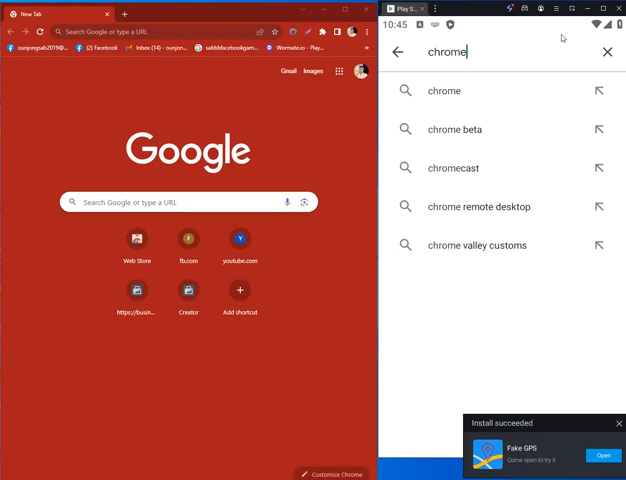 New Tab
Search Google or type a URL
ounjongsab2019@...
(2) Facebook
Inbox (14) - ounjon...
sabbbfacebookgam...
Wormate.io - Play...
Gmail
Images
Google
Search Google or type a URL
Web Store
F
fb.com
Y
youtube.com
https://busin...
Creator
Add shortcut
Customize Chrome
Play S...
10:45
A
chrome
chrome
chrome beta
chromecast
chrome remote desktop
chrome valley customs
Install succeeded
Fake GPS
Come open to try it
Open